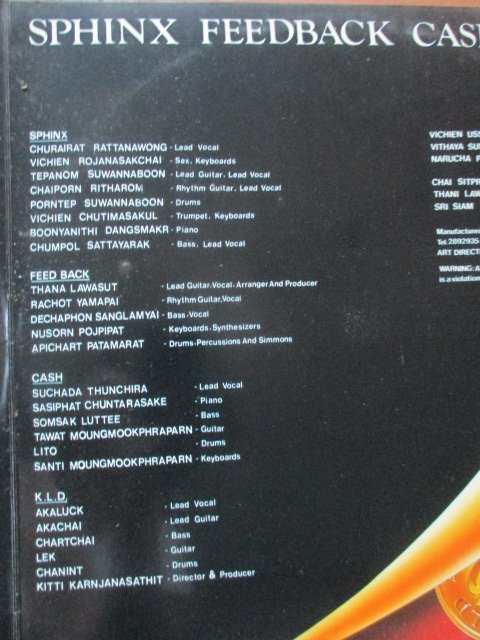 SPHINX FEEDBACK CASH
SPHINX
CHURAIRAT RATTANAWONG - Lead Vocal
VICHIEN ROJANASAKCHAI - Sax, Keyboards
TEPANOM SUWANNABOON - Lead Guitar, Lead Vocal
CHAIPORN RITHAROM - Rhythm Guitar, Lead Vocal
PORNTEP SUWANNABOON - Drums
VICHIEN CHUTIMASAKUL - Trumpet, Keyboards
BOONYANITHI DANGSMAKR - Piano
CHUMPOL SATTAYARAK - Bass, Lead Vocal
FEED BACK
THANA LAWASUT - Lead Guitar-Vocal-Arranger And Producer
RACHOT YAMAPAI - Rhythm Guitar, Vocal
DECHAPHON SANGLAMYAI - Bass-Vocal
NUSORN POJPIPAT - Keyboards, Synthesizers
APICHART PATAMARAT - Drums-Percussions And Simmons
CASH
SUCHADA THUNCHIRA - Lead Vocal
SASIPHAT CHUNTARASAKE - Piano
SOMSAK LUTTEE - Bass
TAWAT MOUNGMOOKPHRAPARN - Guitar
LITO - Drums
SANTI MOUNGMOOKPHRAPARN - Keyboards
K.L.D.
AKALUCK - Lead Vocal
AKACHAI - Lead Guitar
CHARTCHAI - Bass
LEK - Guitar
CHANINT - Drums
KITTI KARNJANASATHIT - Director & Producer
VICHIEN
VITHAYA
NARUCHA
CHAI
THANI
SRI SIAM
Manufactured
Tel. 2892935
ART
WARNING: A
is a violation